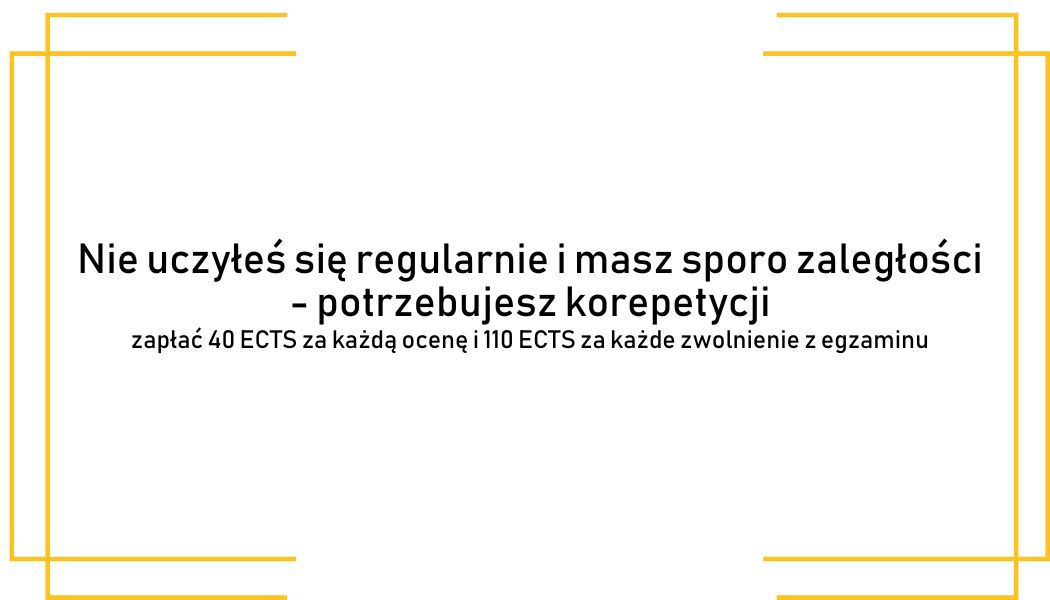 Nie uczyłeś się regularnie i masz sporo zaległości
- potrzebujesz korepetycji
zapłać 40 ECTS za każdą ocenę i 110 ECTS za każde zwolnienie z egzaminu